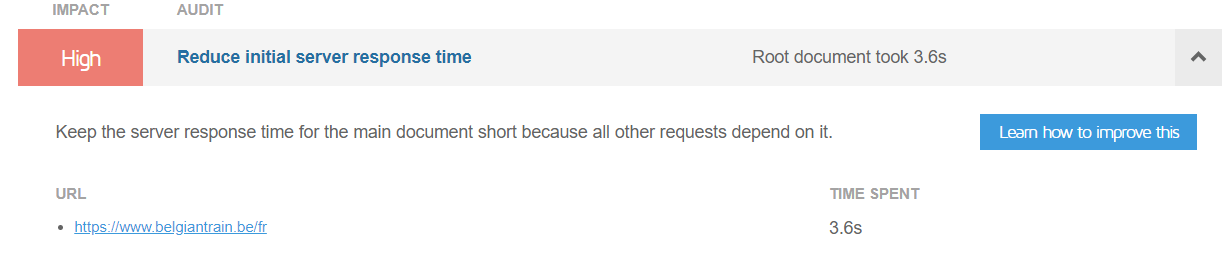 IMPACT AUDIT
High Reduce initial server response time Root document took 3.6s
Keep the server response time for the main document short because all other requests depend on it. Learn how to improve this
URL TIME SPENT
• https://www.belgiantrain.be/fr 3.6s